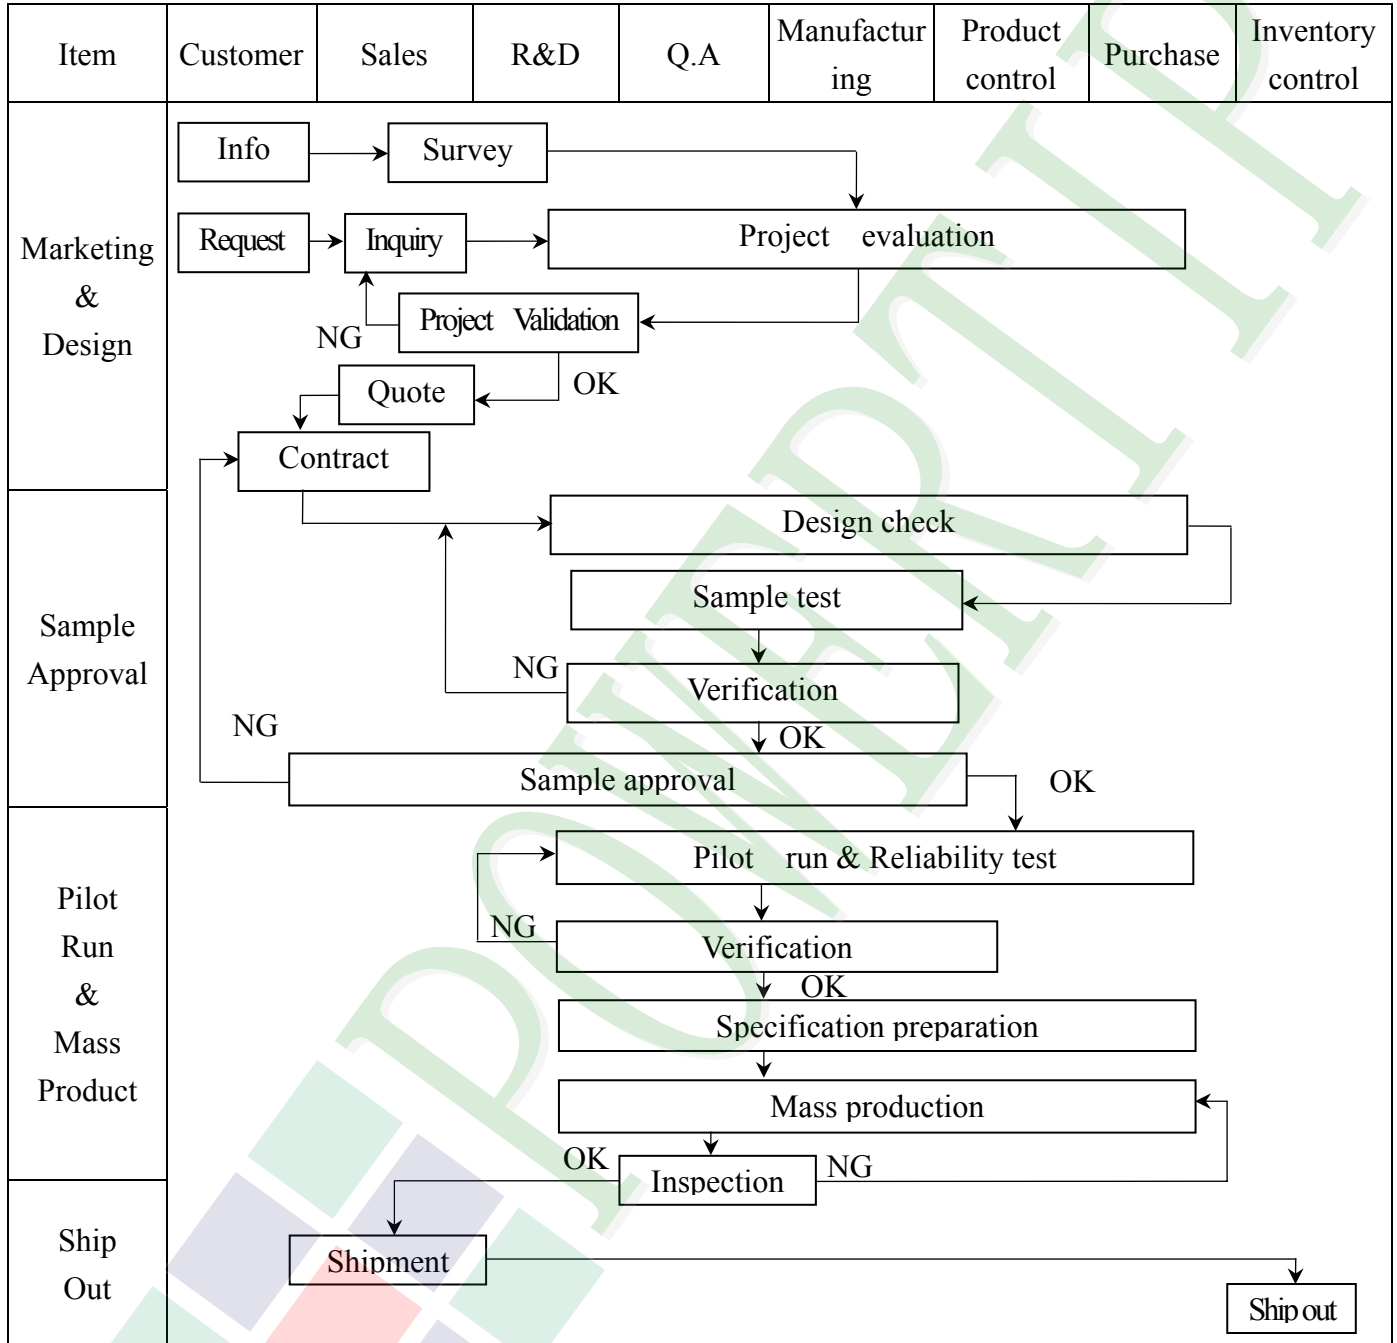 Item
Customer
Sales
R&D
Q.A
Manufactur
ing
Product
control
Purchase
Inventory
control
Marketing
&
Design
Info
Survey
Request
Inquiry
Project evaluation
NG
Project Validation
Quote
OK
Contract
Sample
Approval
Design check
Sample test
NG
Verification
NG
OK
Sample approval
OK
Pilot
Run
&
Mass
Product
Pilot run & Reliability test
NG
Verification
OK
Specification preparation
Mass production
OK
Inspection
NG
Ship
Out
Shipment
Ship out
POWERTIP